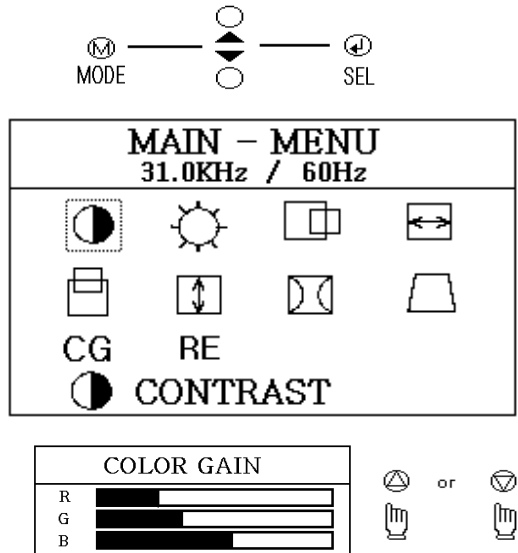 M
MODE SEL
MAIN - MENU
31.0KHz / 60Hz
CG RE
CONTRAST
COLOR GAIN
R
G
B
or